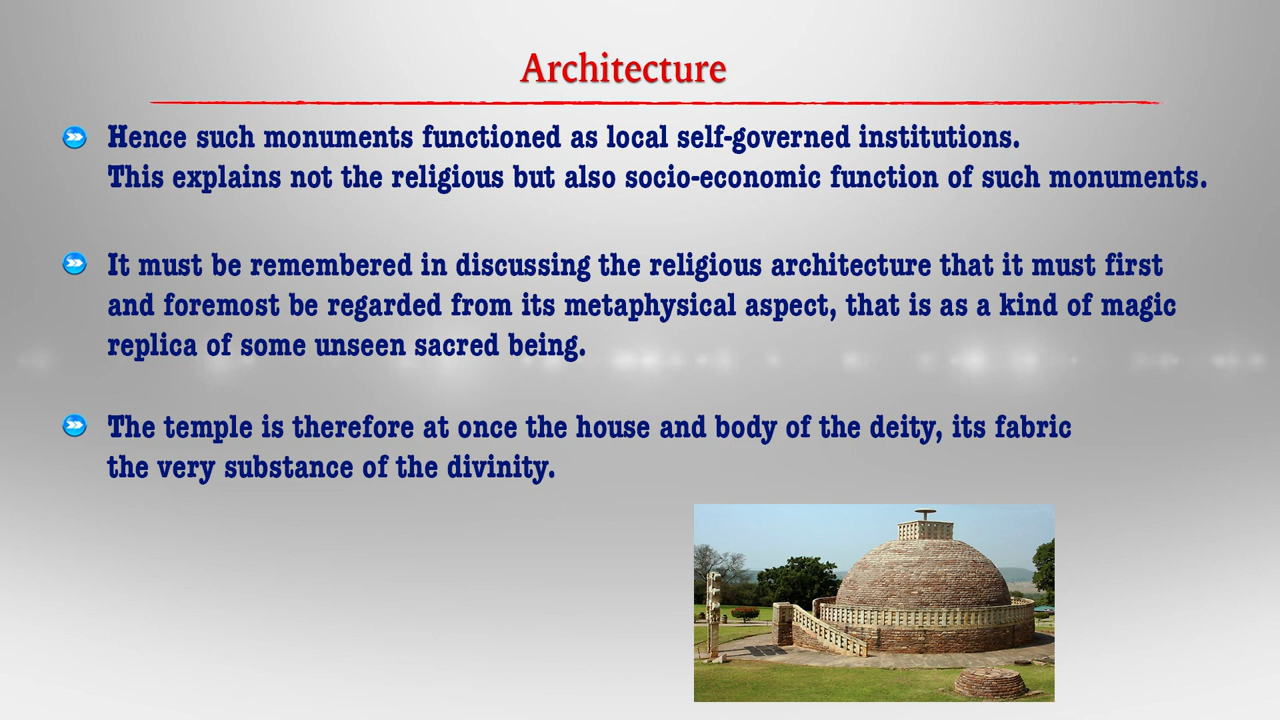 Architecture
Hence such monuments functioned as local self-governed institutions.
This explains not the religious but also socio-economic function of such monuments.
It must be remembered in discussing the religious architecture that it must first
and foremost be regarded from its metaphysical aspect, that is as a kind of magic
replica of some unseen sacred being.
The temple is therefore at once the house and body of the deity, its fabric
the very substance of the divinity.